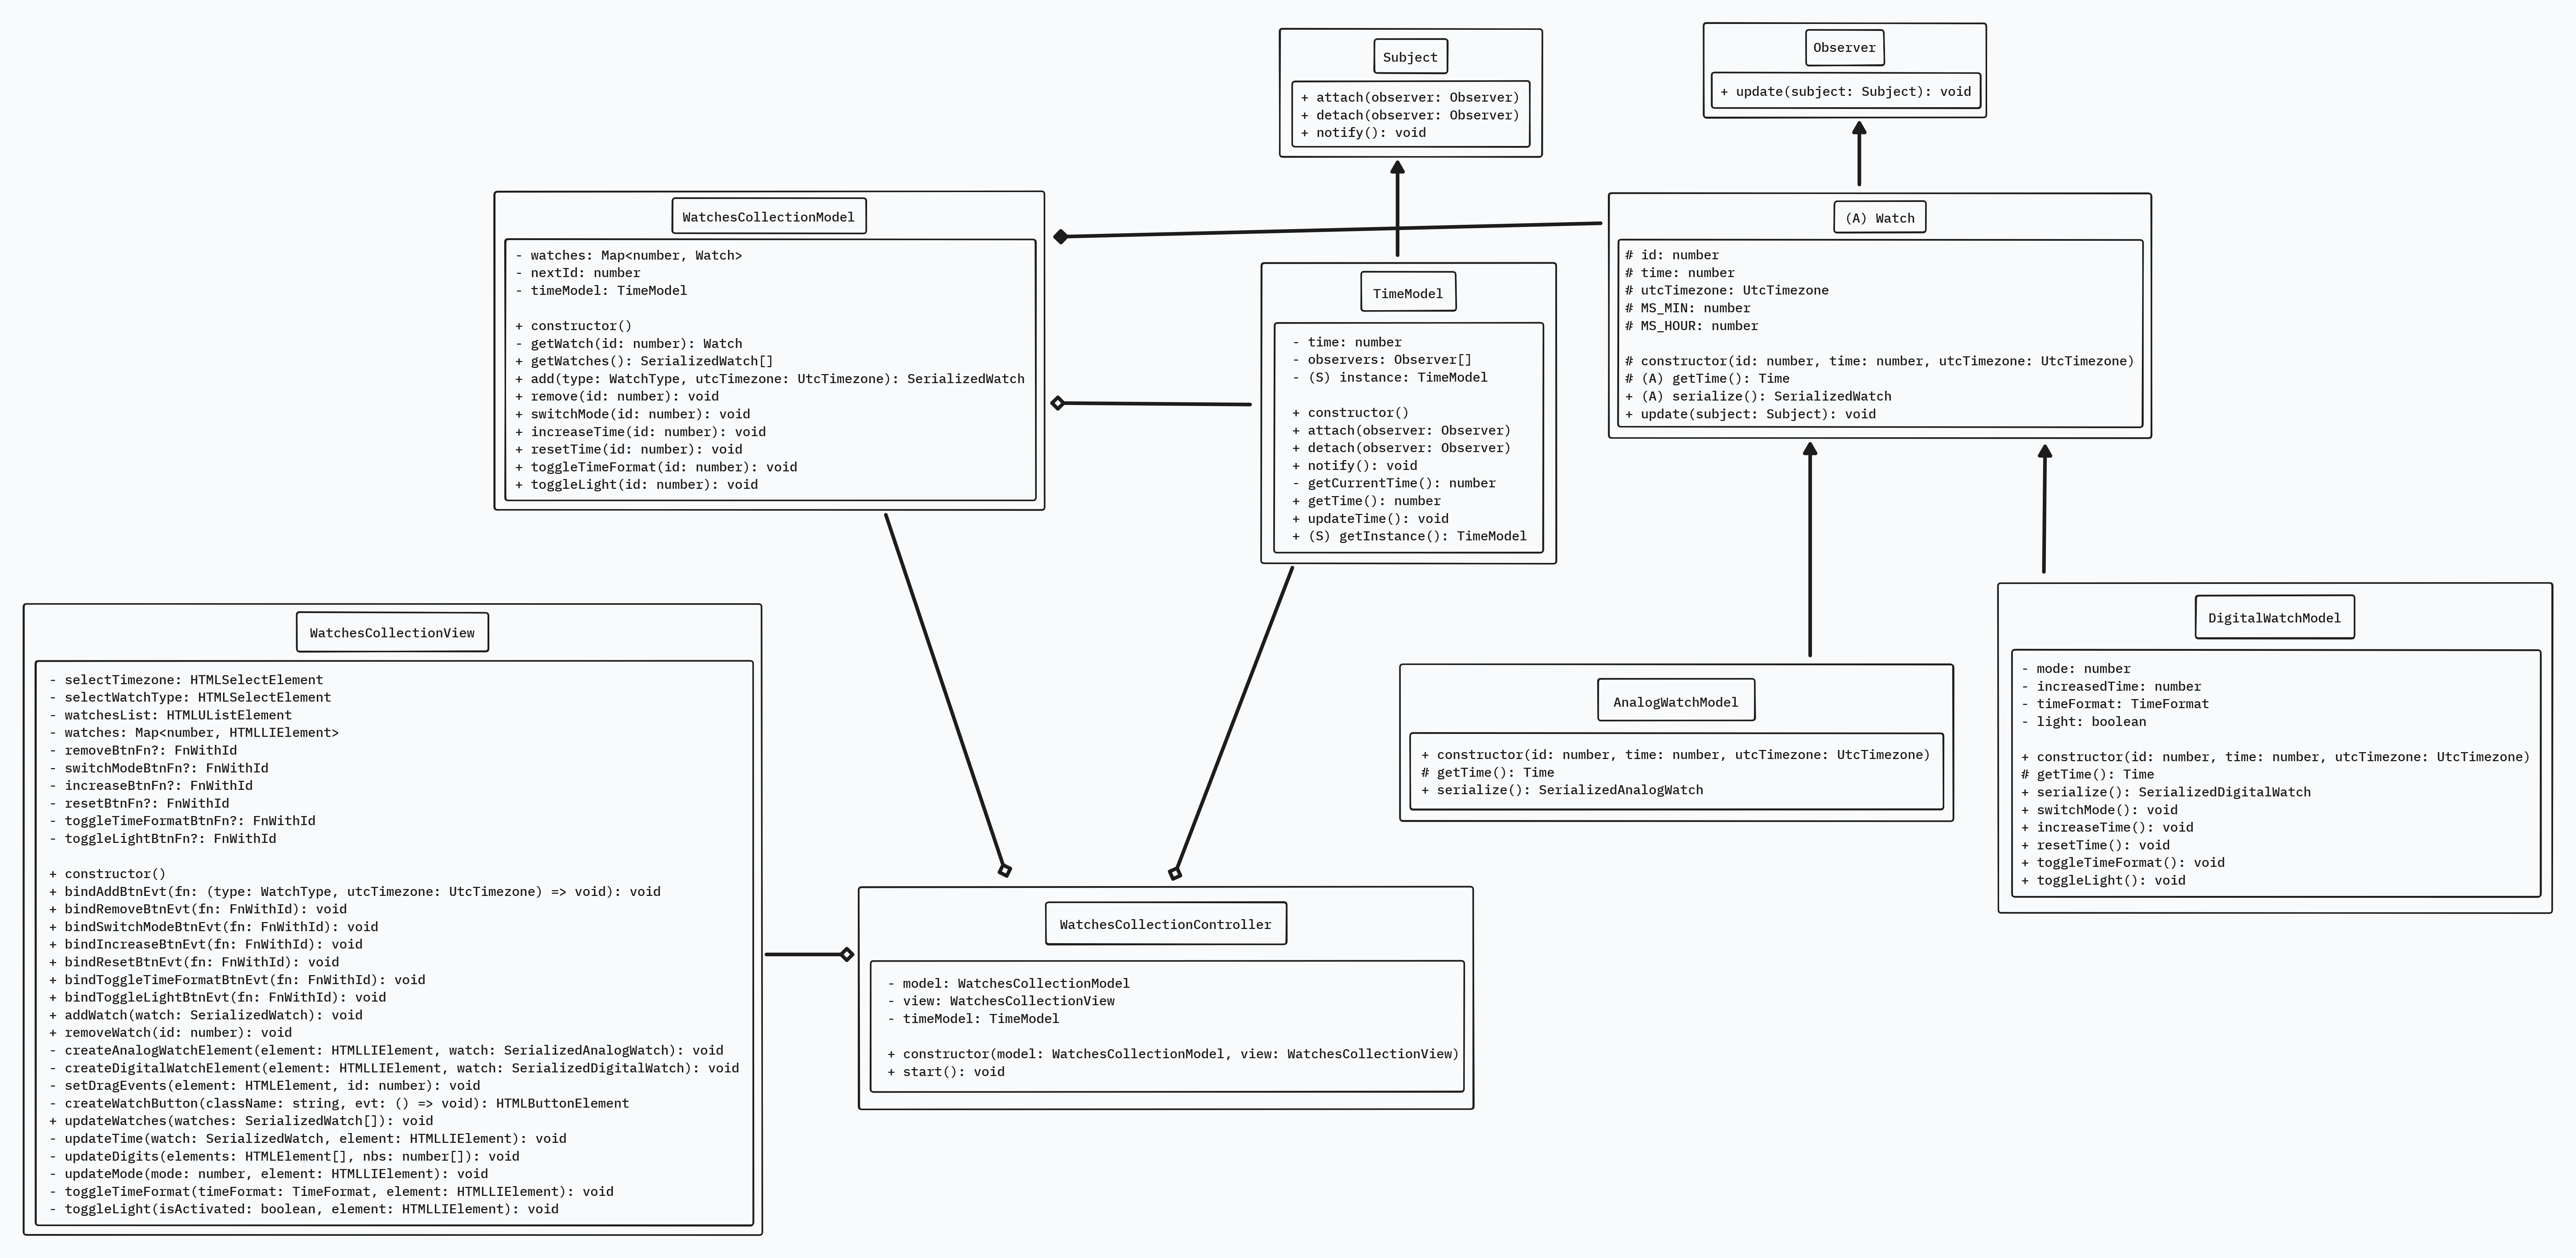 Subject
+ attach(observer: Observer)
+ detach(observer: Observer)
+ notify(): void
Observer
+ update(subject: Subject): void
WatchesCollectionModel
- watches: Map<number, Watch>
- nextId: number
- timeModel: TimeModel
+ constructor()
- getWatch(id: number): Watch
+ getWatches(): SerializedWatch[]
+ add(type: WatchType, utcTimezone: UtcTimezone): SerializedWatch
+ remove(id: number): void
+ switchMode(id: number): void
+ increaseTime(id: number): void
+ resetTime(id: number): void
+ toggleTimeFormat(id: number): void
+ toggleLight(id: number): void
TimeModel
- time: number
- observers: Observer[]
- (S) instance: TimeModel
+ constructor()
+ attach(observer: Observer)
+ detach(observer: Observer)
+ notify(): void
- getCurrentTime(): number
+ getTime(): number
+ updateTime(): void
+ (S) getInstance(): TimeModel
(A) Watch
# id: number
# time: number
# utcTimezone: UtcTimezone
# MS_MIN: number
# MS_HOUR: number
# constructor(id: number, time: number, utcTimezone: UtcTimezone)
# (A) getTime(): Time
+ (A) serialize(): SerializedWatch
+ update(subject: Subject): void
WatchesCollectionView
- selectTimezone: HTMLSelectElement
- selectWatchType: HTMLSelectElement
- watchesList: HTMLUListElement
- watches: Map<number, HTMLLIElement>
- removeBtnFn?: FnWithId
- switchModeBtnFn?: FnWithId
- increaseBtnFn?: FnWithId
- resetBtnFn?: FnWithId
- toggleTimeFormatBtnFn?: FnWithId
- toggleLightBtnFn?: FnWithId
+ constructor()
+ bindAddBtnEvt(fn: (type: WatchType, utcTimezone: UtcTimezone) => void): void
+ bindRemoveBtnEvt(fn: FnWithId): void
+ bindSwitchModeBtnEvt(fn: FnWithId): void
+ bindIncreaseBtnEvt(fn: FnWithId): void
+ bindResetBtnEvt(fn: FnWithId): void
+ bindToggleTimeFormatBtnEvt(fn: FnWithId): void
+ bindToggleLightBtnEvt(fn: FnWithId): void
+ addWatch(watch: SerializedWatch): void
+ removeWatch(id: number): void
- createAnalogWatchElement(element: HTMLLIElement, watch: SerializedAnalogWatch): void
- createDigitalWatchElement(element: HTMLLIElement, watch: SerializedDigitalWatch): void
- setDragEvents(element: HTMLElement, id: number): void
- createWatchButton(className: string, evt: () => void): HTMLButtonElement
+ updateWatches(watches: SerializedWatch[]): void
- updateTime(watch: SerializedWatch, element: HTMLLIElement): void
- updateDigits(elements: HTMLElement[], nbs: number[]): void
- updateMode(mode: number, element: HTMLLIElement): void
- toggleTimeFormat(timeFormat: TimeFormat, element: HTMLLIElement): void
- toggleLight(isActivated: boolean, element: HTMLLIElement): void
WatchesCollectionController
- model: WatchesCollectionModel
- view: WatchesCollectionView
- timeModel: TimeModel
+ constructor(model: WatchesCollectionModel, view: WatchesCollectionView)
+ start(): void
AnalogWatchModel
+ constructor(id: number, time: number, utcTimezone: UtcTimezone)
# getTime(): Time
+ serialize(): SerializedAnalogWatch
DigitalWatchModel
- mode: number
- increasedTime: number
- timeFormat: TimeFormat
- light: boolean
+ constructor(id: number, time: number, utcTimezone: UtcTimezone)
# getTime(): Time
+ serialize(): SerializedDigitalWatch
+ switchMode(): void
+ increaseTime(): void
+ resetTime(): void
+ toggleTimeFormat(): void
+ toggleLight(): void